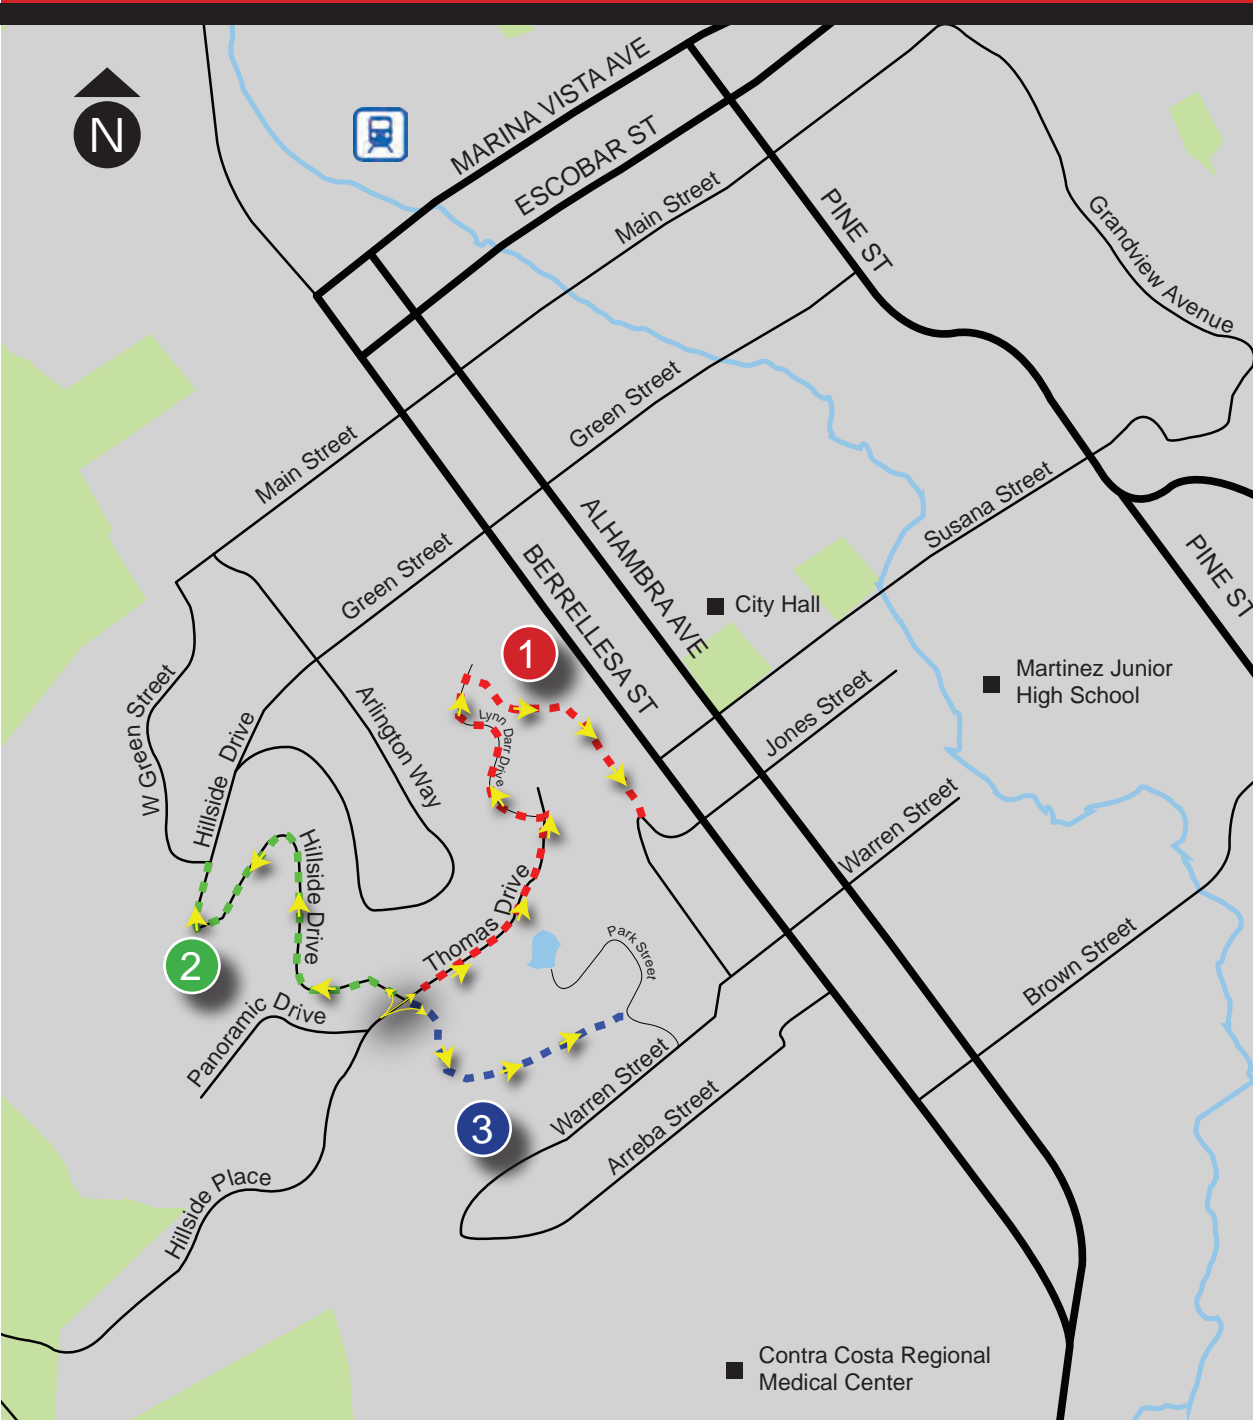 N
MARINA VISTA AVE
ESCOBAR ST
Main Street
PINE ST
Grandview Avenue
Green Street
Main Street
Green Street
Susana Street
ALHAMBRA AVE
BERRELLESA ST
PINE ST
City Hall
1
Martinez Junior
High School
W Green Street
Hillside Drive
Arlington Way
Lynn Darr Drive
Jones Street
Warren Street
Hillside Drive
Thomas Drive
Park Street
2
Brown Street
Panoramic Drive
Warren Street
Arreba Street
3
Hillside Place
Contra Costa Regional
Medical Center